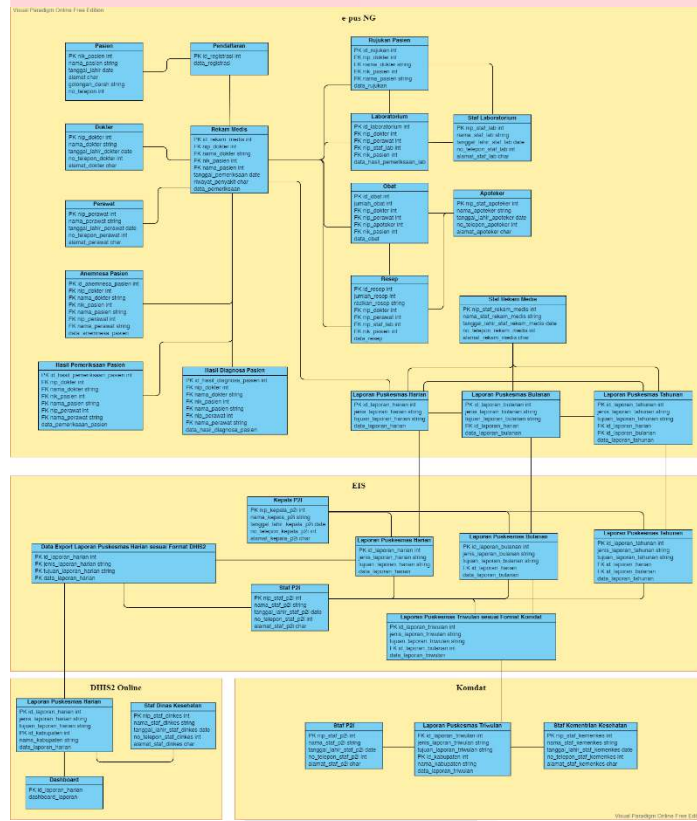 Visual Paradigm Online Free Edition
e-pus NG
Pasien
PK nik_pasien int
nama_pasien string
tanggal_lahir date
alamat char
golongan_darah string
no_telepon int
Pendaftaran
PK id_registrasi int
data_registrasi
Rujukan Pasien
PK id_rujukan int
FK nip_dokter int
FK nama_dokter string
FK nik_pasien int
FK nama_pasien string
data_rujukan
Dokter
PK nip_dokter int
nama_dokter string
tanggal_lahir_dokter date
no_telepon_dokter int
alamat_dokter char
Rekam Medis
PK id_rekam_medis int
FK nip_dokter int
FK nama_dokter string
FK nik_pasien int
FK nama_pasien int
tanggal_pemeriksaan date
riwayat_penyakit char
data_pemeriksaan
Laboratorium
PK id_laboratorium int
FK nip_dokter int
FK nip_perawat int
FK nip_staf_lab int
FK nik_pasien int
data_hasil_pemeriksaan_lab
Staf Laboratorium
PK nip_staf_lab int
nama_staf_lab string
tanggal_lahir_staf_lab date
no_telepon_staf_lab int
alamat_staf_lab char
Perawat
PK nip_perawat int
nama_perawat string
tanggal_lahir_perawat date
no_telepon_perawat int
alamat_perawat char
Obat
PK id_obat int
jumlah_obat int
FK nip_dokter int
FK nip_perawat int
FK nip_apoteker int
FK nik_pasien int
data_obat
Apoteker
PK nip_staf_apoteker int
nama_apoteker string
tanggal_lahir_apoteker date
no_telepon_apoteker int
alamat_apoteker char
Anemnesa Pasien
PK id_anemnesa_pasien int
FK nip_dokter int
FK nama_dokter string
FK nik_pasien int
FK nama_pasien string
FK nip_perawat int
FK nama_perawat string
data_anemnesa_pasien
Resep
PK id_resep int
jumlah_resep int
racikan_resep string
FK nip_dokter int
FK nip_perawat int
FK nip_staf_lab int
FK nik_pasien int
data_resep
Staf Rekam Medis
PK nip_staf_rekam_medis int
nama_staf_rekam_medis string
tanggal_lahir_staf_rekam_medis date
no_telepon_rekam_medis int
alamat_rekam_medis char
Hasil Pemeriksaan Pasien
PK id_hasil_pemeriksaan_pasien int
FK nip_dokter int
FK nama_dokter string
FK nik_pasien int
FK nama_pasien string
FK nip_perawat int
FK nama_perawat string
data_pemeriksaan_pasien
Hasil Diagnosa Pasien
PK id_hasil_diagnosa_pasien int
FK nip_dokter int
FK nama_dokter string
FK nik_pasien int
FK nama_pasien string
FK nip_perawat int
FK nama_perawat string
data_hasil_diagnosa_pasien
Laporan Puskesmas Harian
PK id_laporan_harian int
jenis_laporan_harian string
tujuan_laporan_harian string
data_laporan_harian
Laporan Puskesmas Bulanan
PK id_laporan_bulanan int
jenis_laporan_bulanan string
tujuan_laporan_bulanan string
FK id_laporan_harian int
data_laporan_bulanan
Laporan Puskesmas Tahunan
PK id_laporan_tahunan int
jenis_laporan_tahunan string
tujuan_laporan_tahunan string
FK id_laporan_harian int
FK id_laporan_bulanan int
data_laporan_tahunan
EIS
Kepala P2I
PK nip_kepala_p2i int
nama_kepala_p2i string
tanggal_lahir_kepala_p2i date
no_telepon_kepala_p2i int
alamat_kepala_p2i char
Data Export Laporan Puskesmas Harian sesuai Format DHIS2
PK id_laporan_harian int
FK jenis_laporan_harian string
FK tujuan_laporan_harian string
FK data_laporan_harian
Laporan Puskesmas Harian
PK id_laporan_harian int
jenis_laporan_harian int
tujuan_laporan_harian int
data_laporan_harian
Laporan Puskesmas Bulanan
PK id_laporan_bulanan int
jenis_laporan_bulanan string
tujuan_laporan_bulanan string
FK id_laporan_harian int
data_laporan_bulanan
Laporan Puskesmas Tahunan
PK id_laporan_tahunan int
jenis_laporan_tahunan string
tujuan_laporan_tahunan string
FK id_laporan_harian int
FK id_laporan_bulanan int
data_laporan_tahunan
Staf P2I
PK nip_staf_p2i int
nama_staf_p2i string
tanggal_lahir_staf_p2i date
no_telepon_staf_p2i int
alamat_staf_p2i char
Laporan Puskesmas Triwulan sesuai Format Komdat
PK id_laporan_triwulan int
jenis_laporan_triwulan string
tujuan_laporan_triwulan string
FK id_laporan_bulanan int
data_laporan_triwulan
DHIS2 Online
Laporan Puskesmas Harian
PK id_laporan_harian int
jenis_laporan_harian string
tujuan_laporan_harian string
FK id_kabupaten int
nama_kabupaten string
data_laporan_harian
Staf Dinas Kesehatan
PK nip_staf_dinkes int
nama_staf_dinkes string
tanggal_lahir_staf_dinkes date
no_telepon_staf_dinkes int
alamat_staf_dinkes char
Dashboard
PK id_laporan_harian int
dashboard_laporan
Komdat
Staf P2I
PK nip_staf_p2i int
nama_staf_p2i string
tanggal_lahir_staf_p2i date
no_telepon_staf_p2i int
alamat_staf_p2i char
Laporan Puskesmas Triwulan
PK id_laporan_triwulan int
jenis_laporan_triwulan string
tujuan_laporan_triwulan string
FK id_kabupaten int
nama_kabupaten string
data_laporan_triwulan
Staf Kementrian Kesehatan
PK nip_staf_kemenkes int
nama_staf_kemenkes string
tanggal_lahir_staf_kemenkes date
no_telepon_staf_kemenkes int
alamat_staf_kemenkes char
Visual Paradigm Online Free Edition